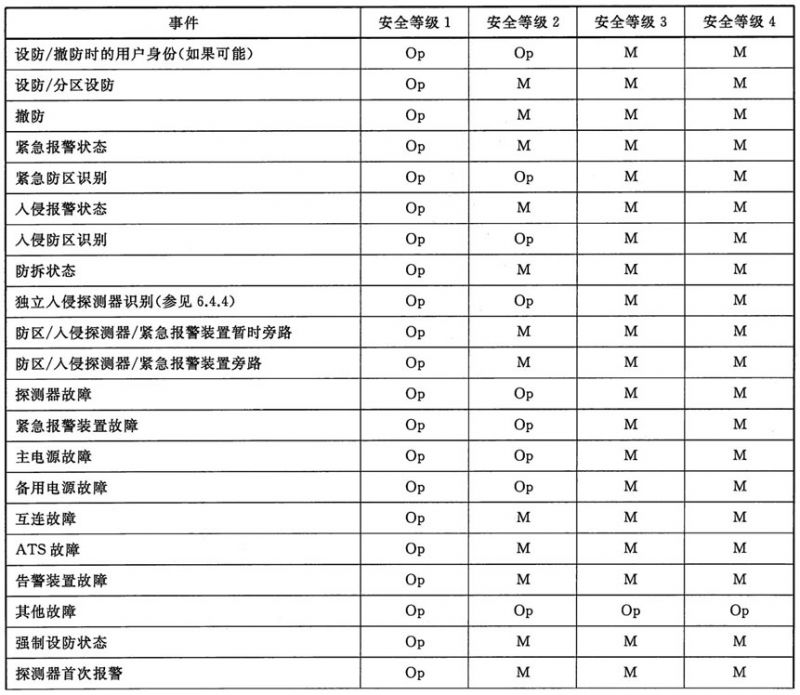 事件 安全等级 1 安全等级 2 安全等级 3 安全等级 4
设防/撤防时的用户身份(如果可能) Op Op M M
设防/分区设防 Op M M M
撤防 Op M M M
紧急报警状态 Op M M M
紧急防区识别 Op Op M M
入侵报警状态 Op M M M
入侵防区识别 Op Op M M
防拆状态 Op M M M
独立入侵探测器识别(参见 6.4.4) Op Op M M
防区/入侵探测器/紧急报警装置暂时旁路 Op M M M
防区/入侵探测器/紧急报警装置旁路 Op M M M
探测器故障 Op Op M M
紧急报警装置故障 Op Op M M
主电源故障 Op Op M M
备用电源故障 Op Op M M
互连故障 Op M M M
ATS 故障 Op M M M
告警装置故障 Op M M M
其他故障 Op Op Op Op
强制设防状态 Op M M M
探测器首次报警 Op M M M